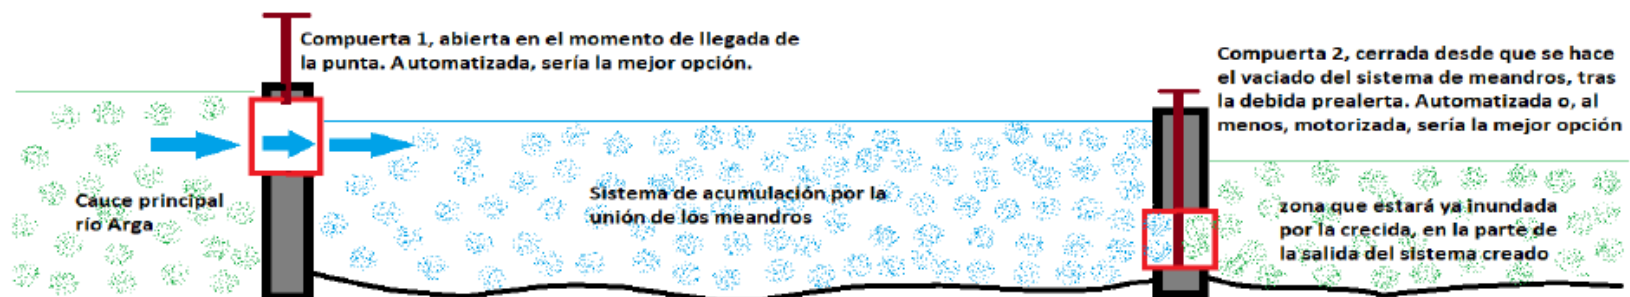 Compuerta 1, abierta en el momento de llegada de
la punta. Automatizada, sería la mejor opción.
Compuerta 2, cerrada desde que se hace
el vaciado del sistema de meandros, tras
la debida prealerta. Automatizada o, al
menos, motorizada, sería la mejor opción
Cauce principal
río Arga
Sistema de acumulación por la
unión de los meandros
zona que estará ya inundada
por la crecida, en la parte de
la salida del sistema creado